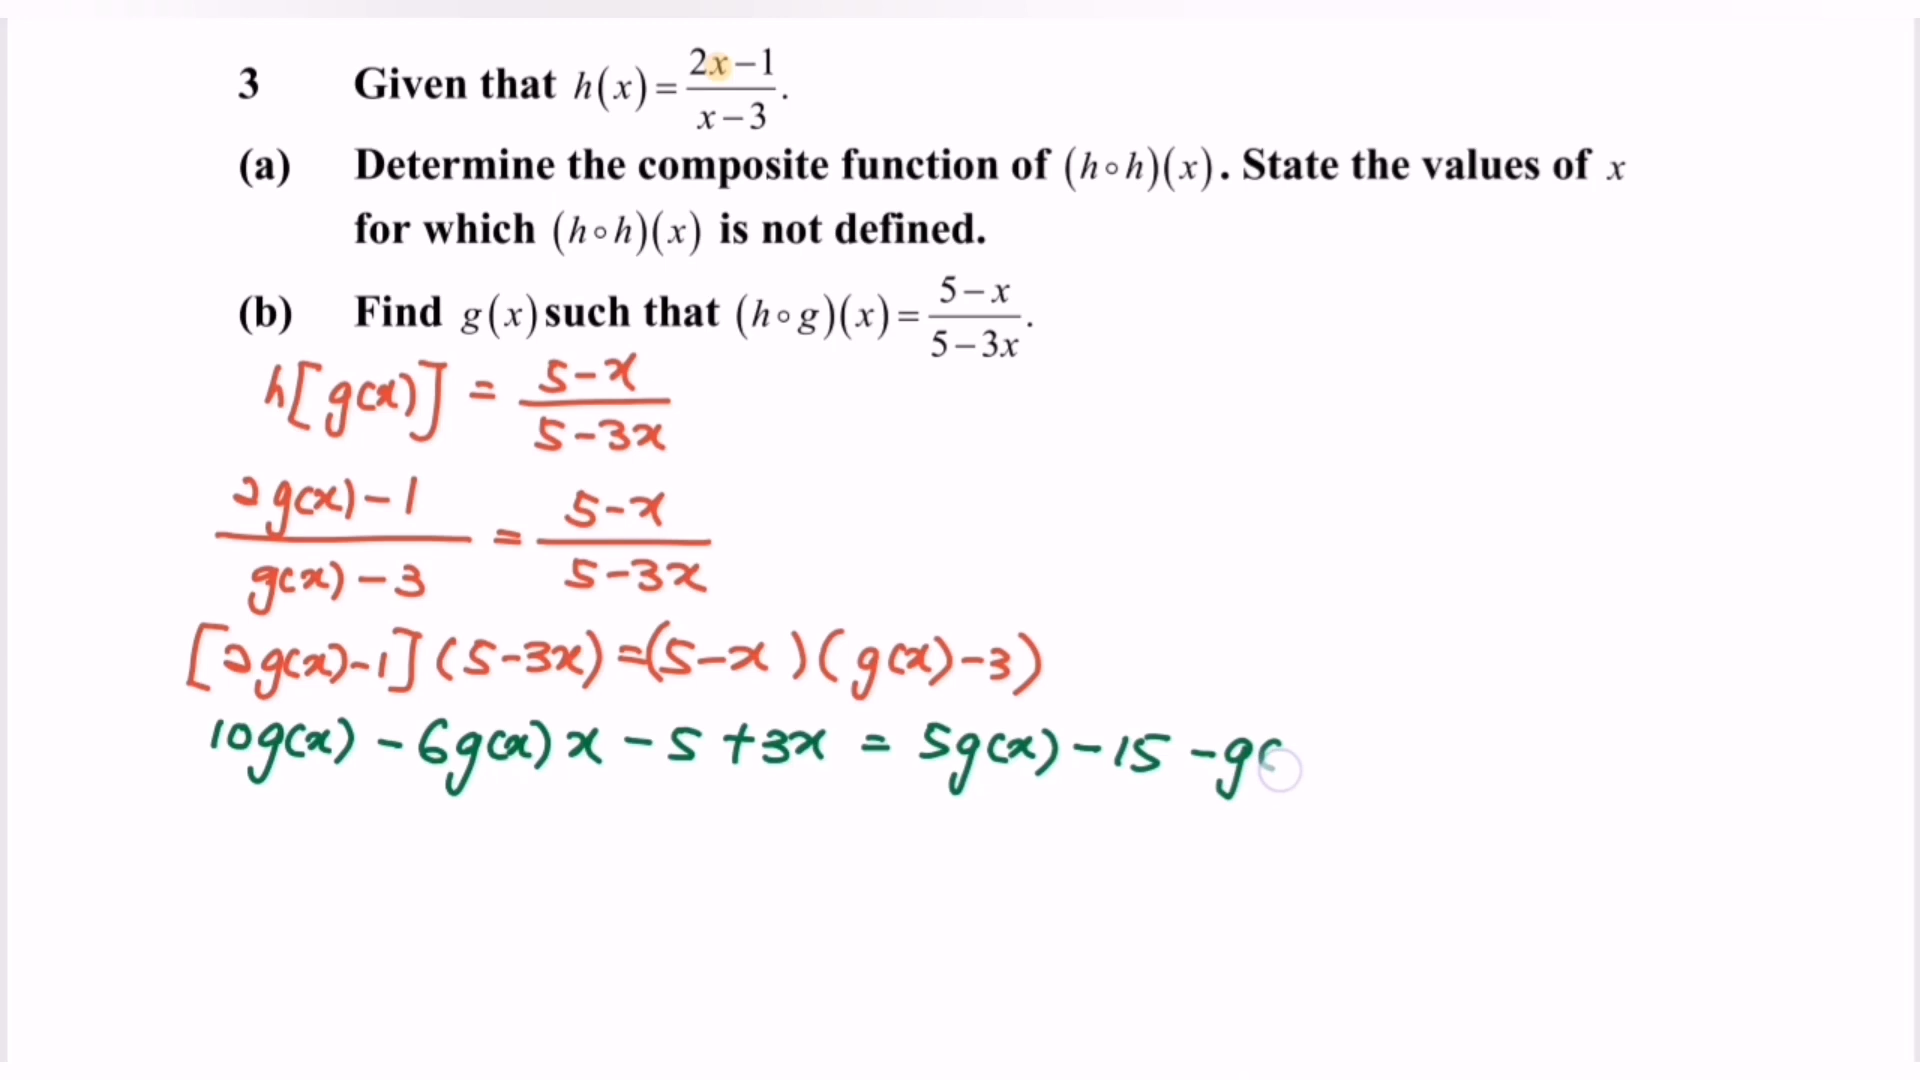 3 Given that h(x) = (2x − 1)/(x − 3).
(a) Determine the composite function of (h∘h)(x). State the values of x
for which (h∘h)(x) is not defined.
(b) Find g(x) such that (h∘g)(x) = (5 − x)/(5 − 3x).
h[g(x)] = (5 − x)/(5 − 3x)
(2g(x) − 1)/(g(x) − 3) = (5 − x)/(5 − 3x)
[2g(x) − 1](5 − 3x) = (5 − x)(g(x) − 3)
10g(x) − 6g(x)x − 5 + 3x = 5g(x) − 15 − g(